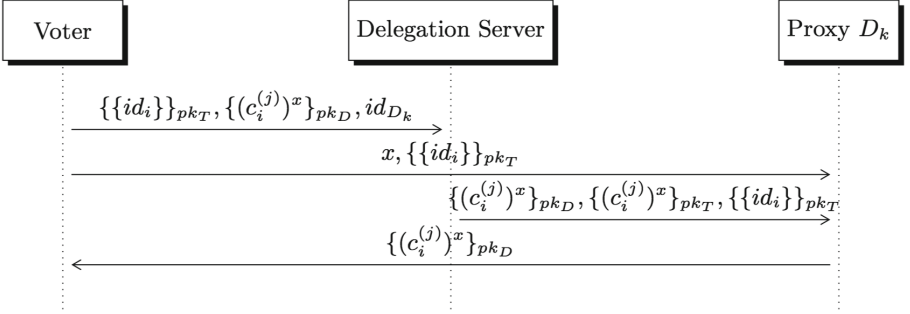 Voter Delegation Server Proxy $D_k$
$\{\{id_i\}\}_{pk_T}, \{(c_i^{(j)})^x\}_{pk_D}, id_{D_k}$
$x, \{\{id_i\}\}_{pk_T}$
$\{(c_i^{(j)})^x\}_{pk_D}, \{(c_i^{(j)})^x\}_{pk_T}, \{\{id_i\}\}_{pk_T}$
$\{(c_i^{(j)})^x\}_{pk_D}$